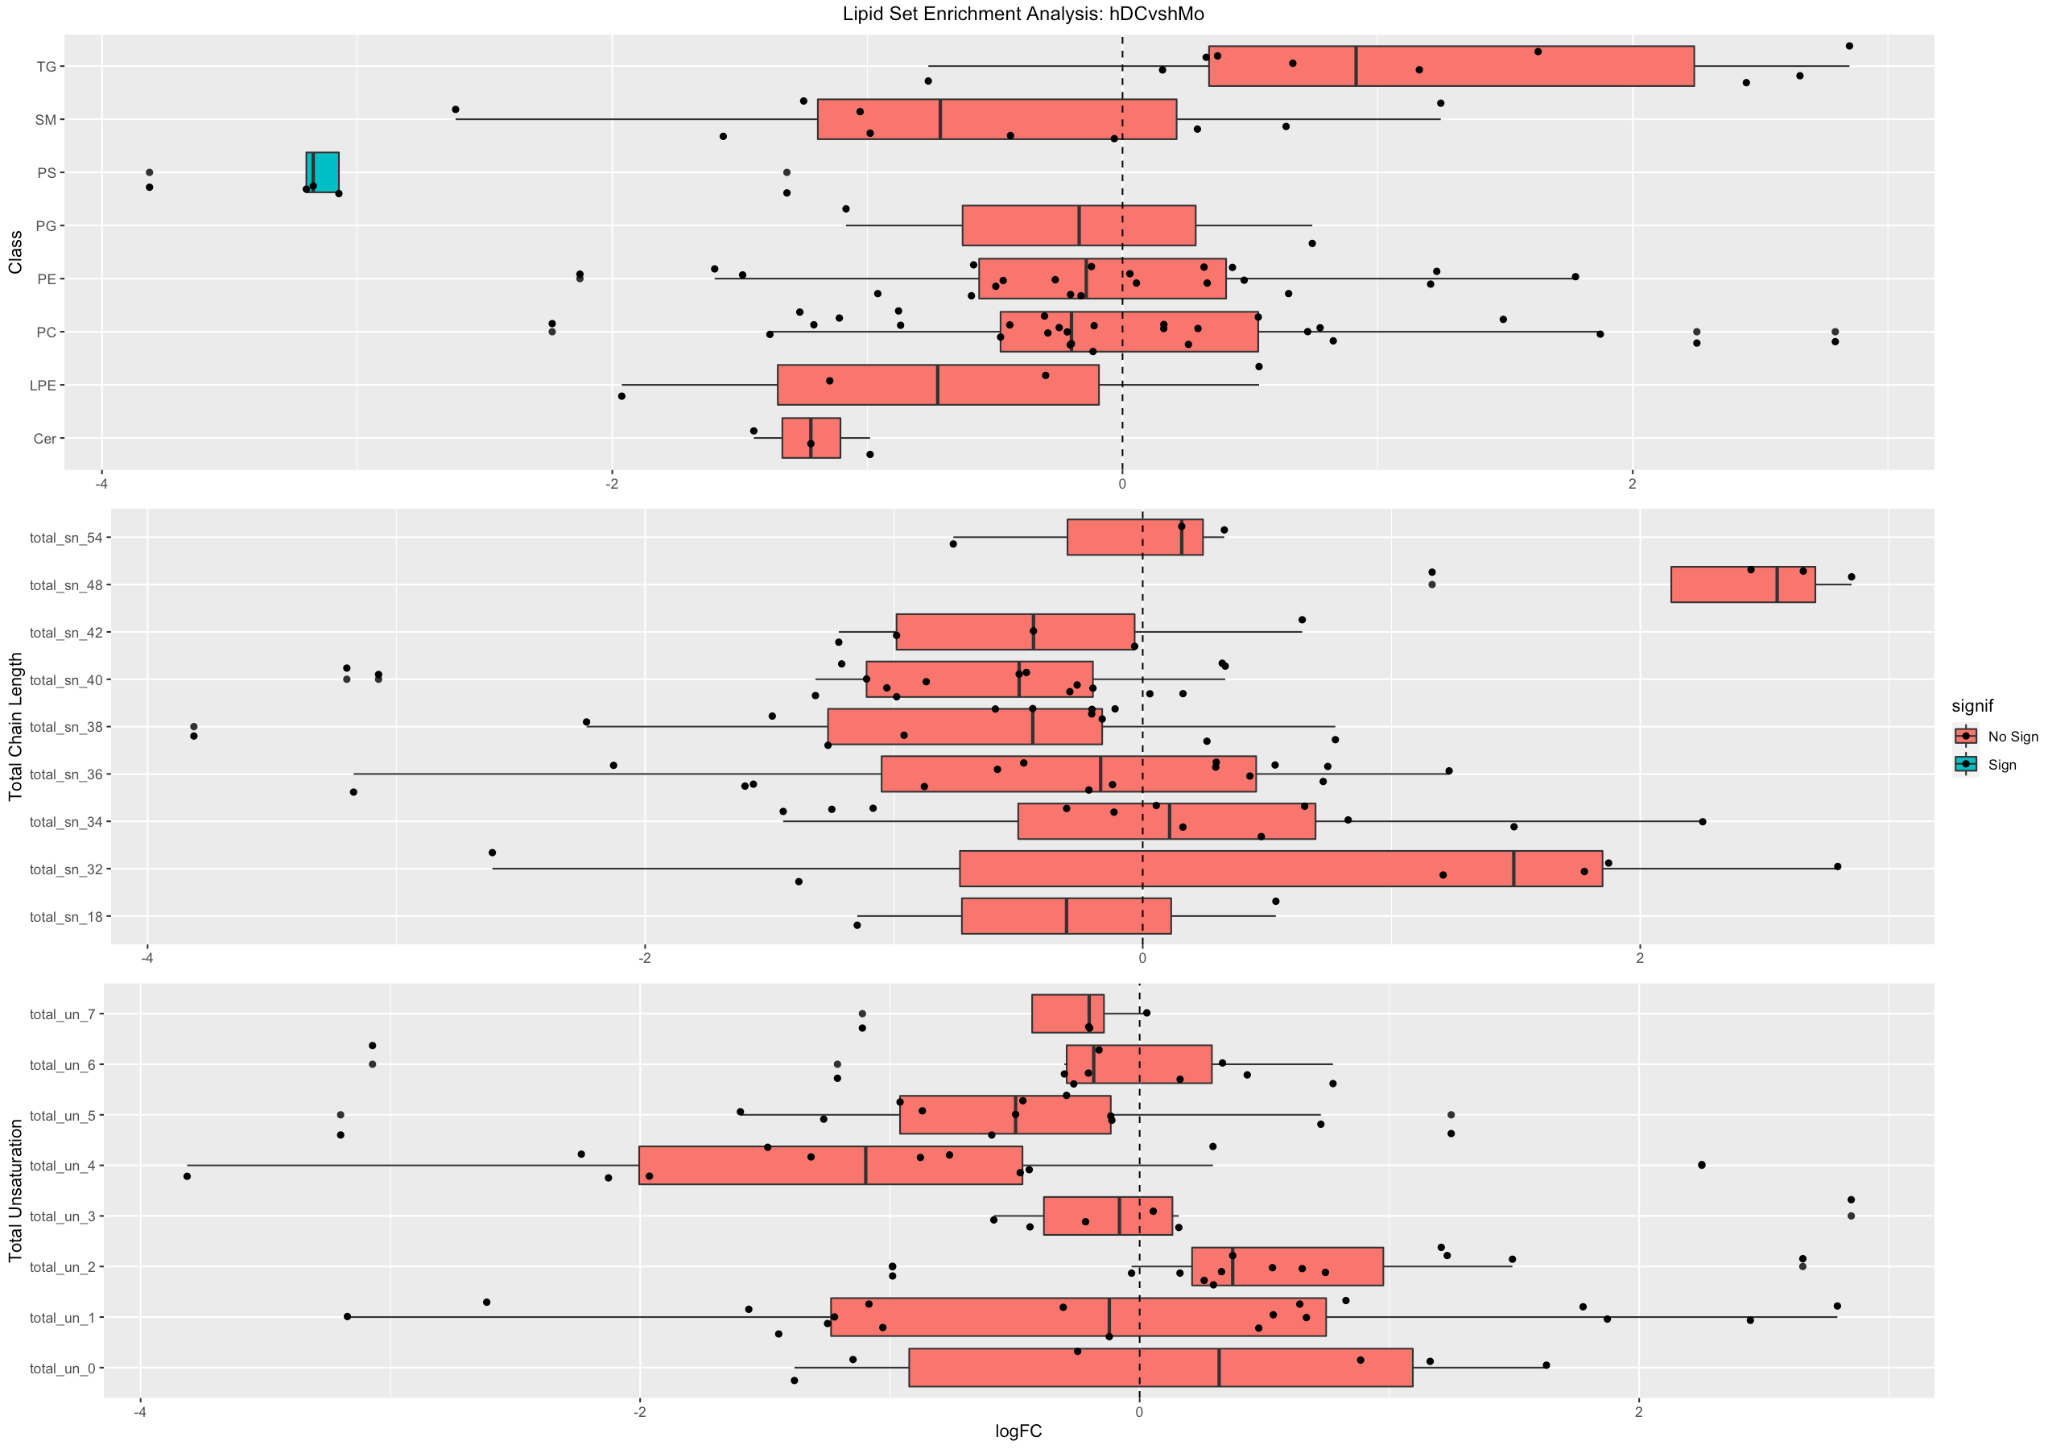 Lipid Set Enrichment Analysis: hDCvshMo
Class
TG
SM
PS
PG
PE
PC
LPE
Cer
-4 -2 0 2
Total Chain Length
total_sn_54
total_sn_48
total_sn_42
total_sn_40
total_sn_38
total_sn_36
total_sn_34
total_sn_32
total_sn_18
-4 -2 0 2
signif
No Sign
Sign
Total Unsaturation
total_un_7
total_un_6
total_un_5
total_un_4
total_un_3
total_un_2
total_un_1
total_un_0
-4 -2 0 2
logFC